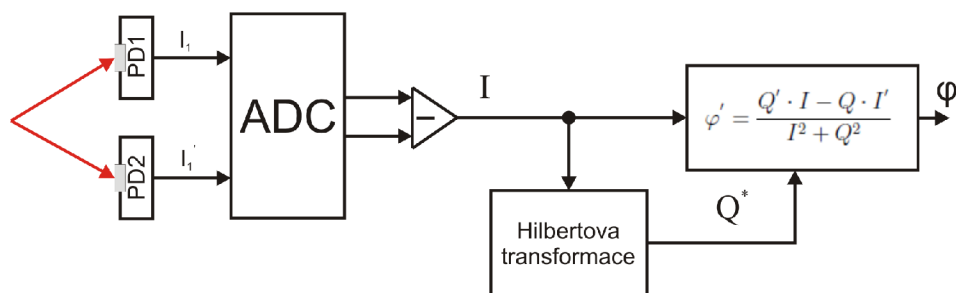 PD1
I₁
PD2
I₁'
ADC
−
I
Hilbertova
transformace
Q*
φ' = (Q' · I − Q · I') / (I² + Q²)
φ